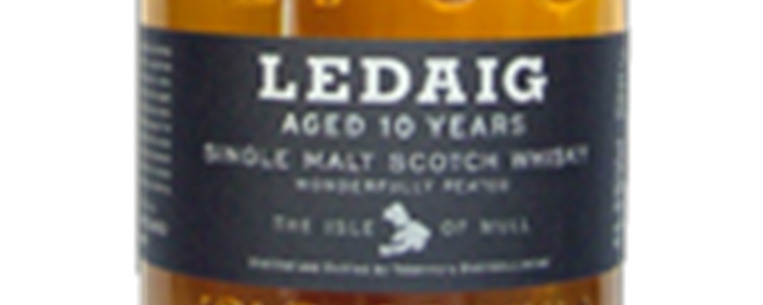 LEDAIG
AGED 10 YEARS
SINGLE MALT SCOTCH WHISKY
WONDERFULLY PEATED
THE ISLE OF MULL